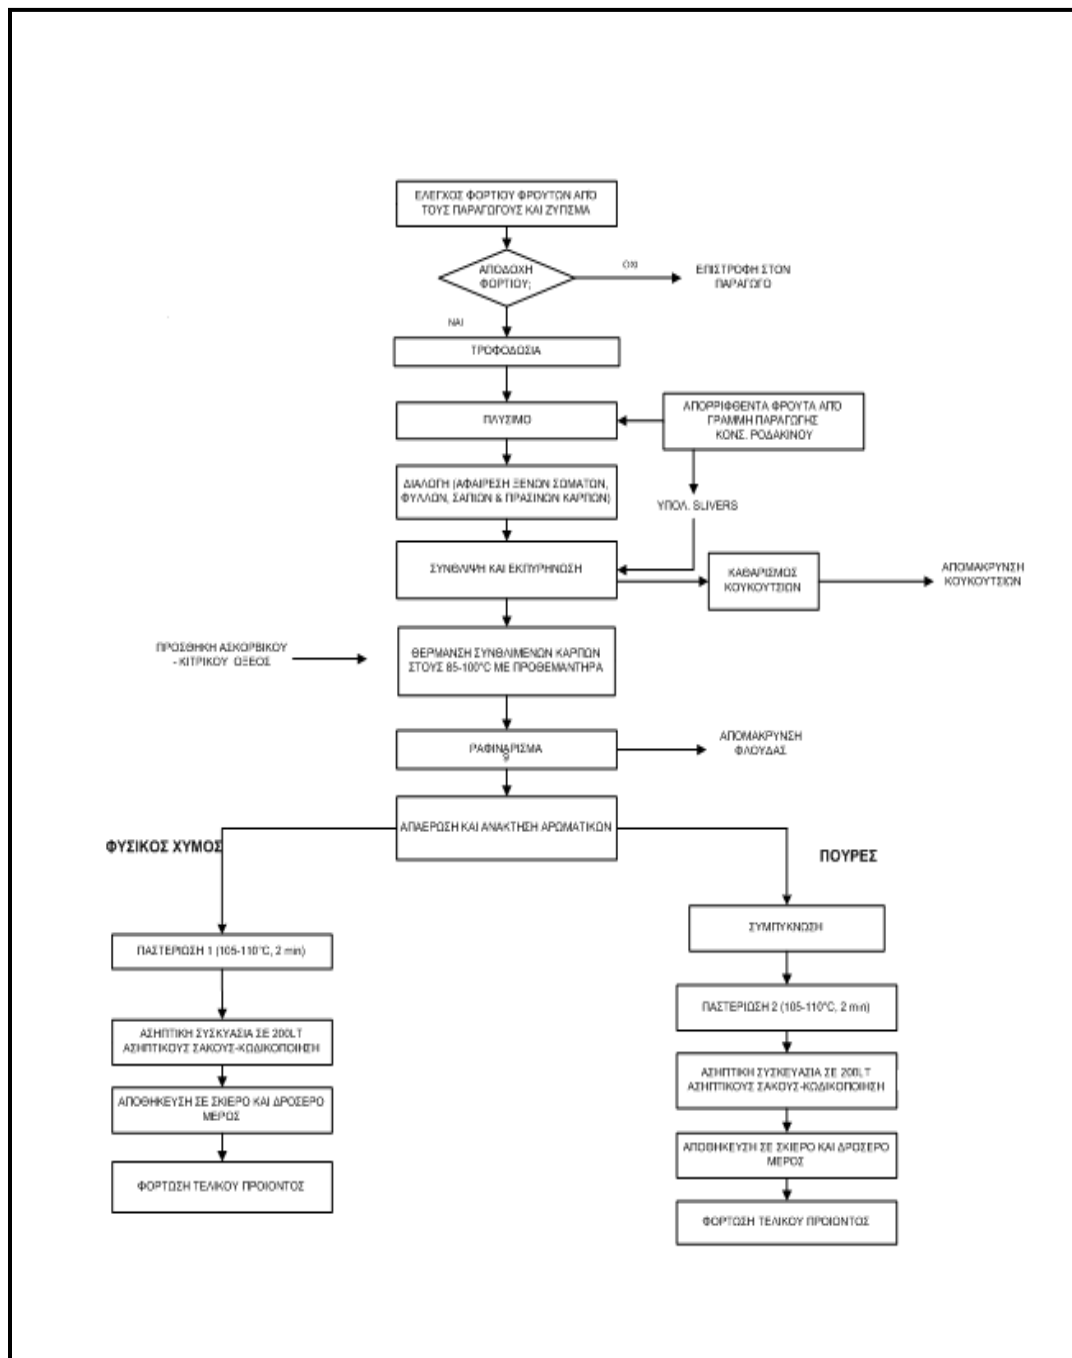 ΕΛΕΓΧΟΣ ΦΟΡΤΙΟΥ ΦΡΟΥΤΩΝ ΑΠΌ
ΤΟΥΣ ΠΑΡΑΓΩΓΟΥΣ ΚΑΙ ΖΥΓΙΣΜΑ
ΑΠΟΔΟΧΗ
ΦΟΡΤΙΟΥ;
ΟΧΙ
ΕΠΙΣΤΡΟΦΗ ΣΤΟΝ
ΠΑΡΑΓΩΓΟ
ΝΑΙ
ΤΡΟΦΟΔΟΣΙΑ
ΠΛΥΣΙΜΟ
ΑΠΟΡΡΙΦΘΕΝΤΑ ΦΡΟΥΤΑ ΑΠΌ
ΓΡΑΜΜΗ ΠΑΡΑΓΩΓΗΣ
ΚΟΝΣ. ΡΟΔΑΚΙΝΟΥ
ΔΙΑΛΟΓΗ (ΑΦΑΙΡΕΣΗ ΞΕΝΩΝ ΣΩΜΑΤΩΝ,
ΦΥΛΛΩΝ, ΣΑΠΙΩΝ & ΠΡΑΣΙΝΩΝ ΚΑΡΠΩΝ)
ΥΠΟΛ. SLIVERS
ΣΥΝΘΛΙΨΗ ΚΑΙ ΕΚΠΥΡΗΝΩΣΗ
ΚΑΘΑΡΙΣΜΟΣ
ΚΟΥΚΟΥΤΣΙΩΝ
ΑΠΟΜΑΚΡΥΝΣΗ
ΚΟΥΚΟΥΤΣΙΩΝ
ΠΡΟΣΘΗΚΗ ΑΣΚΟΡΒΙΚΟΥ
- ΚΙΤΡΙΚΟΥ ΟΞΕΟΣ
ΘΕΡΜΑΝΣΗ ΣΥΝΘΛΙΜΕΝΩΝ ΚΑΡΠΩΝ
ΣΤΟΥΣ 85-100°C ΜΕ ΠΡΟΘΕΜΑΝΤΗΡΑ
ΡΑΦΙΝΑΡΙΣΜΑ
9
ΑΠΟΜΑΚΡΥΝΣΗ
ΦΛΟΥΔΑΣ
ΑΠΑΕΡΩΣΗ ΚΑΙ ΑΝΑΚΤΗΣΗ ΑΡΩΜΑΤΙΚΩΝ
ΦΥΣΙΚΟΣ ΧΥΜΟΣ
ΠΟΥΡΕΣ
ΠΑΣΤΕΡΙΩΣΗ 1 (105-110°C, 2 min)
ΑΣΗΠΤΙΚΗ ΣΥΣΚΥΑΣΙΑ ΣΕ 200LT
ΑΣΗΠΤΙΚΟΥΣ ΣΑΚΟΥΣ-ΚΩΔΙΚΟΠΟΙΗΣΗ
ΑΠΟΘΗΚΕΥΣΗ ΣΕ ΣΚΙΕΡΟ ΚΑΙ ΔΡΟΣΕΡΟ
ΜΕΡΟΣ
ΦΟΡΤΩΣΗ ΤΕΛΙΚΟΥ ΠΡΟΙΟΝΤΟΣ
ΣΥΜΠΥΚΝΩΣΗ
ΠΑΣΤΕΡΙΩΣΗ 2 (105-110°C, 2 min)
ΑΣΗΠΤΙΚΗ ΣΥΣΚΕΥΑΣΙΑ ΣΕ 200LT
ΑΣΗΠΤΙΚΟΥΣ ΣΑΚΟΥΣ-ΚΩΔΙΚΟΠΟΙΗΣΗ
ΑΠΟΘΗΚΕΥΣΗ ΣΕ ΣΚΙΕΡΟ ΚΑΙ ΔΡΟΣΕΡΟ
ΜΕΡΟΣ
ΦΟΡΤΩΣΗ ΤΕΛΙΚΟΥ ΠΡΟΙΟΝΤΟΣ